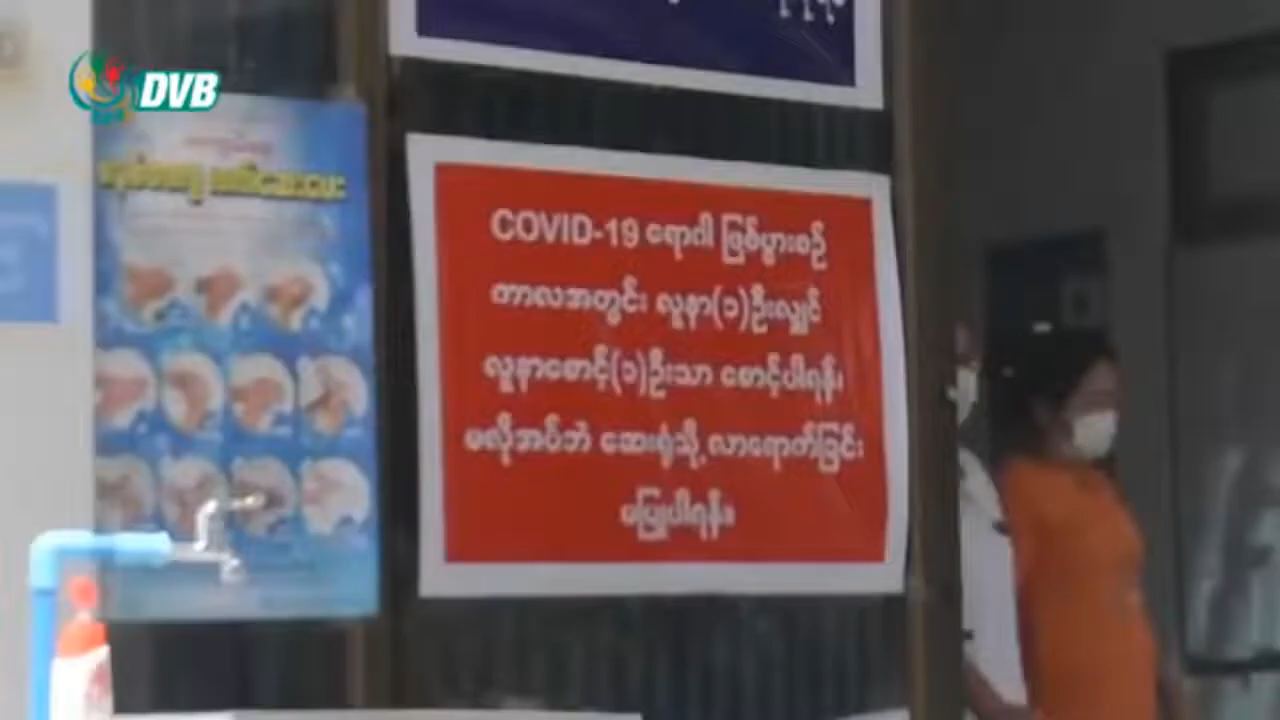 DVB
COVID-19 ရောဂါ ဖြစ်ပွားစဉ်
ကာလအတွင်း လူနာ(၁)ဦးလျှင်
လူနာစောင့်(၁)ဦးသာ စောင့်ပါရန်၊
မလိုအပ်ဘဲ ဆေးရုံသို့ လာရောက်ခြင်း
မပြုပါရန်။